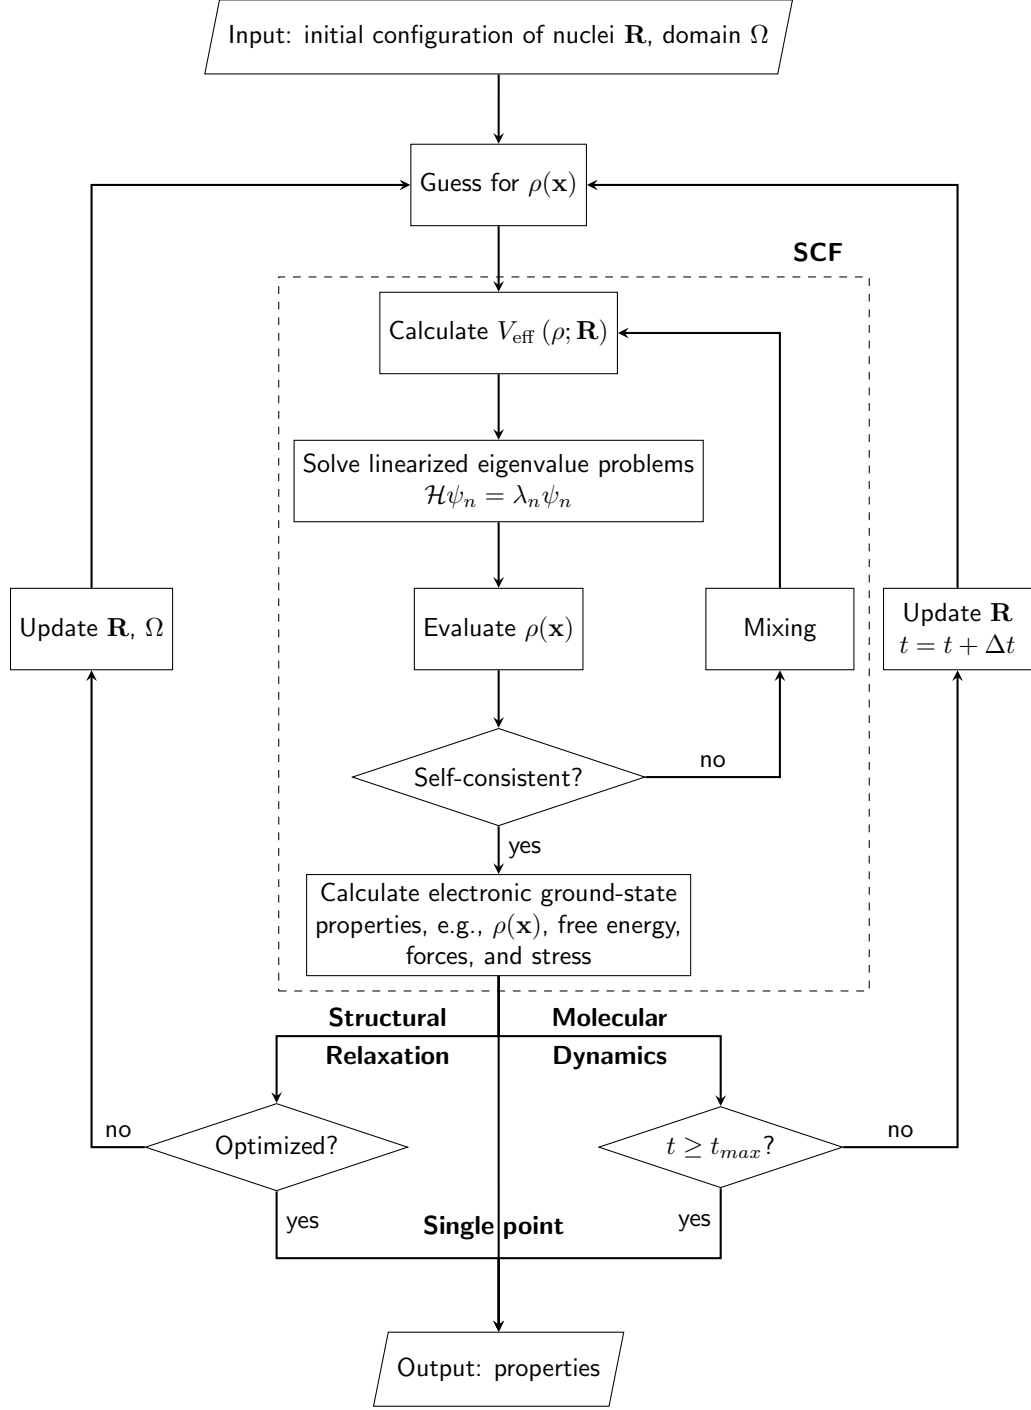 Input: initial configuration of nuclei R, domain Ω
Guess for ρ(x)
SCF
Calculate V_eff (ρ; R)
Solve linearized eigenvalue problems
ℋψ_n = λ_nψ_n
Update R, Ω
Evaluate ρ(x)
Mixing
Update R
t = t + Δt
Self-consistent?
no
yes
Calculate electronic ground-state
properties, e.g., ρ(x), free energy,
forces, and stress
Structural
Relaxation
Molecular
Dynamics
no
Optimized?
t ≥ t_max?
no
yes
Single point
yes
Output: properties